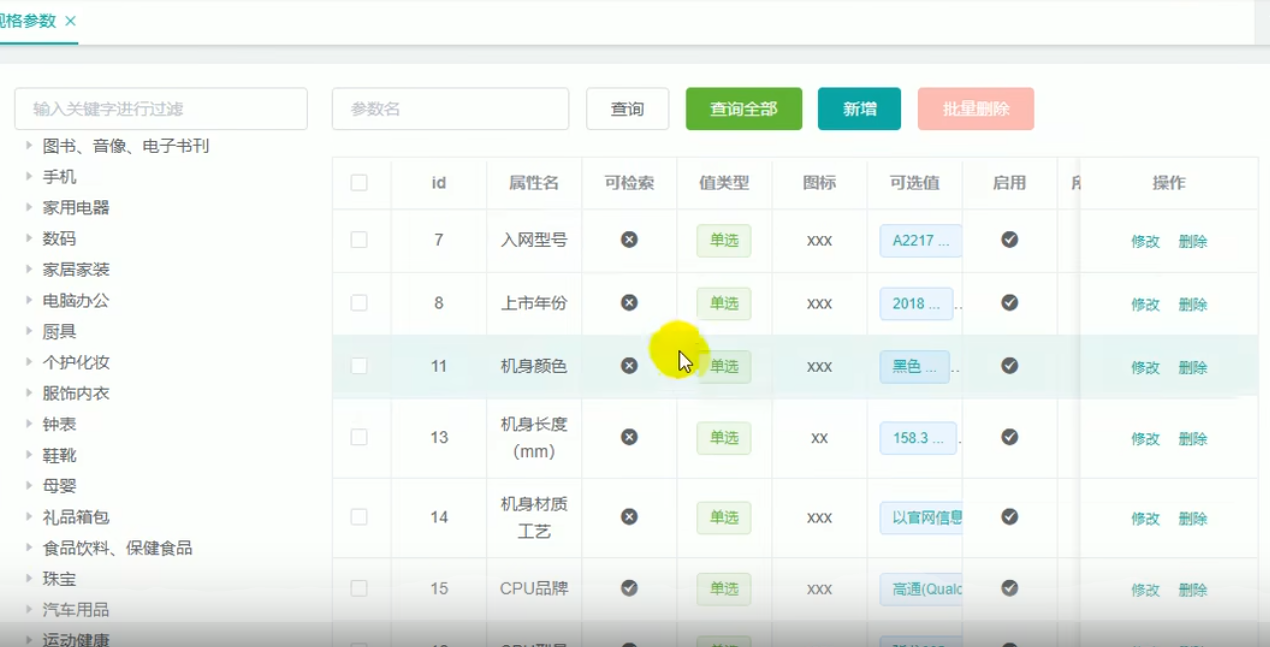 规格参数 ×
输入关键字进行过滤
参数名 查询 查询全部 新增 批量删除
图书、音像、电子书刊
手机
家用电器
数码
家居家装
电脑办公
厨具
个护化妆
服饰内衣
钟表
鞋靴
母婴
礼品箱包
食品饮料、保健食品
珠宝
汽车用品
运动健康
id 属性名 可检索 值类型 图标 可选值 启用 操作
7 入网型号 单选 xxx A2217 ... 修改 删除
8 上市年份 单选 xxx 2018 ... 修改 删除
11 机身颜色 单选 xxx 黑色 ... 修改 删除
13 机身长度（mm） 单选 xx 158.3 ... 修改 删除
14 机身材质工艺 单选 xxx 以官网信息 修改 删除
15 CPU品牌 单选 xxx 高通(Qualc 修改 删除